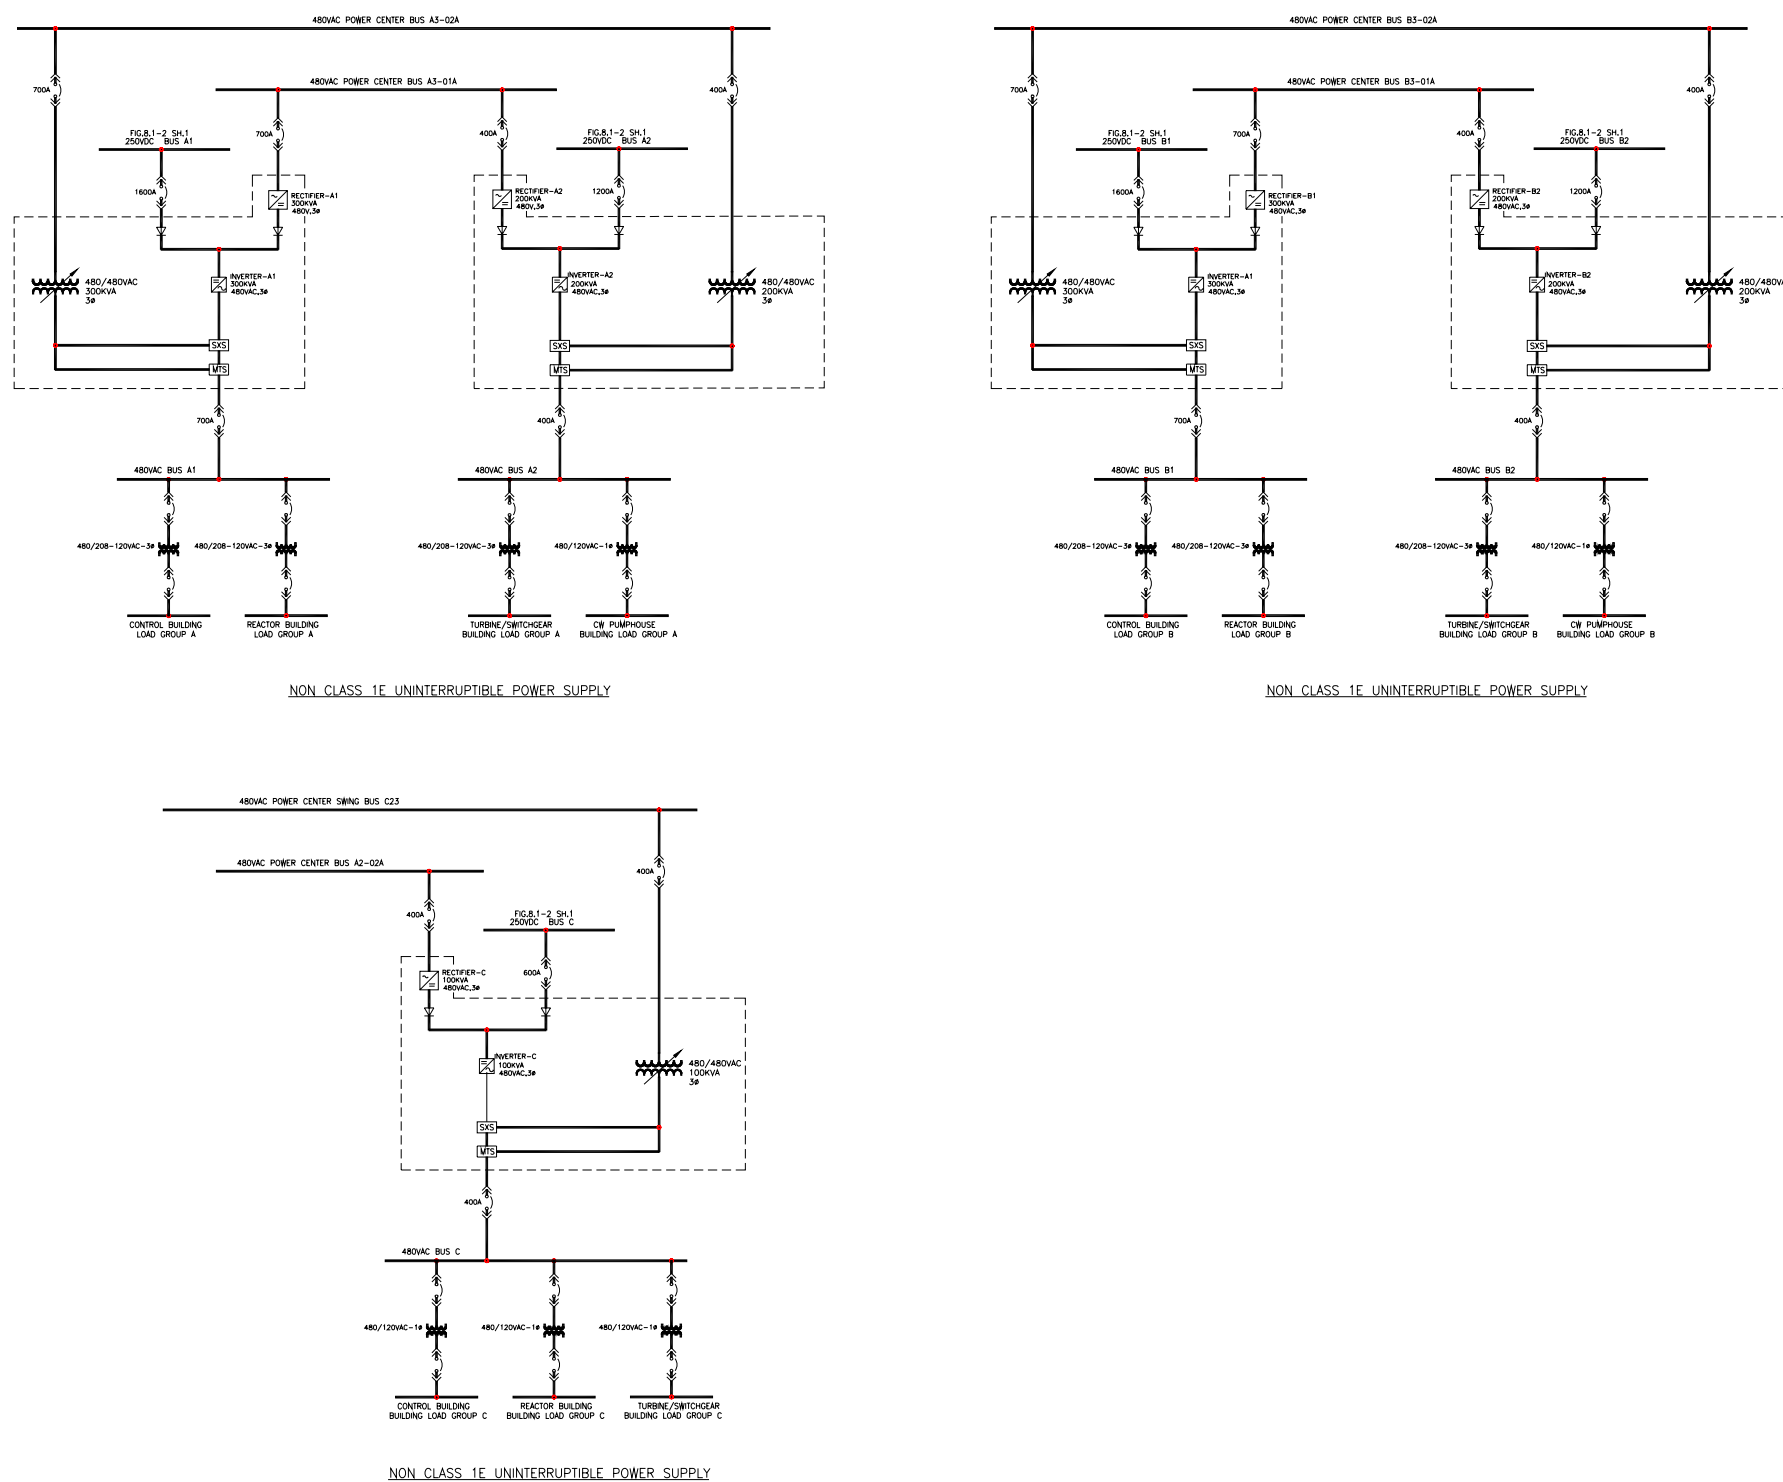 480VAC POWER CENTER BUS A3-02A
700A
480VAC POWER CENTER BUS A3-01A
400A
FIG.8.1-2 SH.1
250VDC BUS A1
700A
400A
FIG.8.1-2 SH.1
250VDC BUS A2
1600A
RECTIFIER-A1
300KVA
480V,3ø
RECTIFIER-A2
200KVA
480V,3ø
1200A
480/480VAC
300KVA
3ø
INVERTER-A1
300KVA
480VAC,3ø
INVERTER-A2
200KVA
480VAC,3ø
480/480VAC
200KVA
3ø
SXS
MTS
SXS
MTS
700A
400A
480VAC BUS A1
480VAC BUS A2
480/208-120VAC-3ø
480/208-120VAC-3ø
480/208-120VAC-3ø
480/120VAC-1ø
CONTROL BUILDING
LOAD GROUP A
REACTOR BUILDING
LOAD GROUP A
TURBINE/SWITCHGEAR
BUILDING LOAD GROUP A
CW PUMPHOUSE
BUILDING LOAD GROUP A
NON CLASS 1E UNINTERRUPTIBLE POWER SUPPLY
480VAC POWER CENTER BUS B3-02A
700A
480VAC POWER CENTER BUS B3-01A
400A
FIG.8.1-2 SH.1
250VDC BUS B1
700A
400A
FIG.8.1-2 SH.1
250VDC BUS B2
1600A
RECTIFIER-B1
300KVA
480VAC,3ø
RECTIFIER-B2
200KVA
480VAC,3ø
1200A
480/480VAC
300KVA
3ø
INVERTER-A1
300KVA
480VAC,3ø
INVERTER-B2
200KVA
480VAC,3ø
480/480VA
200KVA
3ø
SXS
MTS
SXS
MTS
700A
400A
480VAC BUS B1
480VAC BUS B2
480/208-120VAC-3ø
480/208-120VAC-3ø
480/208-120VAC-3ø
480/120VAC-1ø
CONTROL BUILDING
LOAD GROUP B
REACTOR BUILDING
LOAD GROUP B
TURBINE/SWITCHGEAR
BUILDING LOAD GROUP B
CW PUMPHOUSE
BUILDING LOAD GROUP B
NON CLASS 1E UNINTERRUPTIBLE POWER SUPPLY
480VAC POWER CENTER SWING BUS C23
480VAC POWER CENTER BUS A2-02A
400A
400A
FIG.8.1-2 SH.1
250VDC BUS C
RECTIFIER-C
100KVA
480VAC,3ø
600A
INVERTER-C
100KVA
480VAC,3ø
480/480VAC
100KVA
3ø
SXS
MTS
400A
480VAC BUS C
480/120VAC-1ø
480/120VAC-1ø
480/120VAC-1ø
CONTROL BUILDING
BUILDING LOAD GROUP C
REACTOR BUILDING
BUILDING LOAD GROUP C
TURBINE/SWITCHGEAR
BUILDING LOAD GROUP C
NON CLASS 1E UNINTERRUPTIBLE POWER SUPPLY